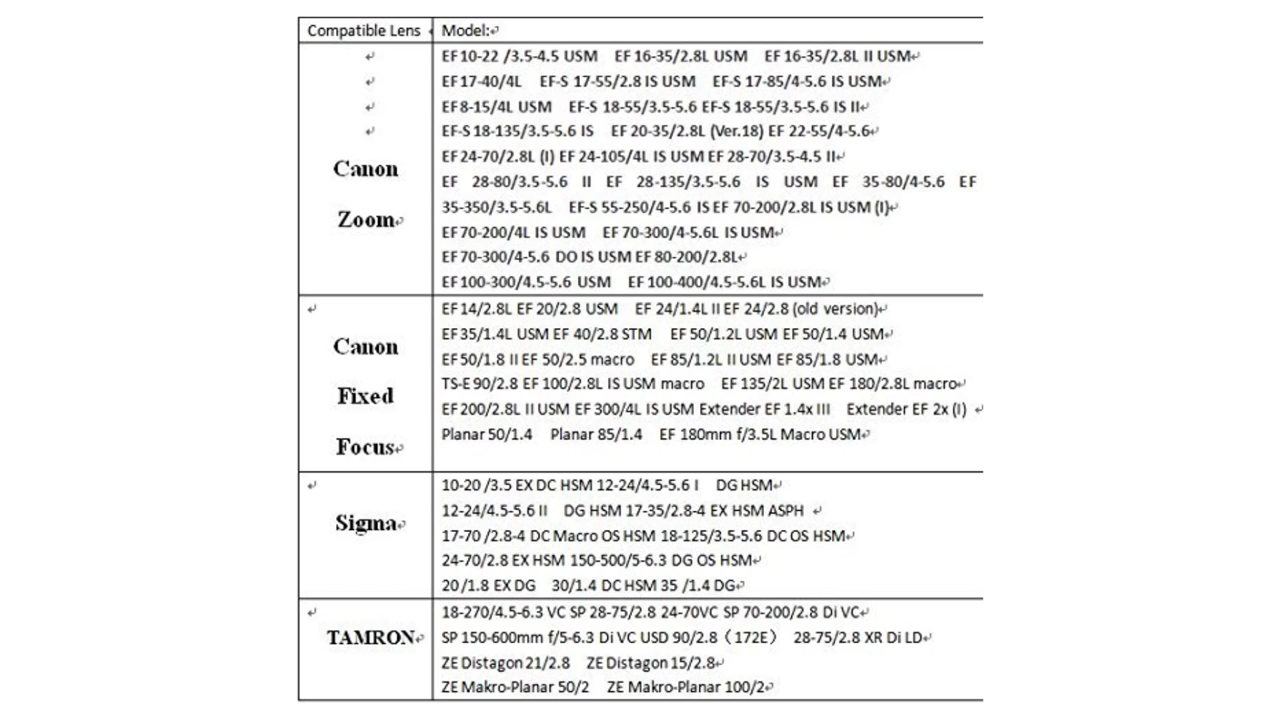 Compatible Lens Model:
EF 10-22 /3.5-4.5 USM EF 16-35/2.8L USM EF 16-35/2.8L II USM
EF 17-40/4L EF-S 17-55/2.8 IS USM EF-S 17-85/4-5.6 IS USM
EF 8-15/4L USM EF-S 18-55/3.5-5.6 EF-S 18-55/3.5-5.6 IS II
EF-S 18-135/3.5-5.6 IS EF 20-35/2.8L (Ver.18) EF 22-55/4-5.6
Canon
Zoom
EF 24-70/2.8L (I) EF 24-105/4L IS USM EF 28-70/3.5-4.5 II
EF 28-80/3.5-5.6 II EF 28-135/3.5-5.6 IS USM EF 35-80/4-5.6 EF
35-350/3.5-5.6L EF-S 55-250/4-5.6 IS EF 70-200/2.8L IS USM (I)
EF 70-200/4L IS USM EF 70-300/4-5.6L IS USM
EF 70-300/4-5.6 DO IS USM EF 80-200/2.8L
EF 100-300/4.5-5.6 USM EF 100-400/4.5-5.6L IS USM
Canon
Fixed
Focus
EF 14/2.8L EF 20/2.8 USM EF 24/1.4L II EF 24/2.8 (old version)
EF 35/1.4L USM EF 40/2.8 STM EF 50/1.2L USM EF 50/1.4 USM
EF 50/1.8 II EF 50/2.5 macro EF 85/1.2L II USM EF 85/1.8 USM
TS-E 90/2.8 EF 100/2.8L IS USM macro EF 135/2L USM EF 180/2.8L macro
EF 200/2.8L II USM EF 300/4L IS USM Extender EF 1.4x III Extender EF 2x (I)
Planar 50/1.4 Planar 85/1.4 EF 180mm f/3.5L Macro USM
Sigma
10-20 /3.5 EX DC HSM 12-24/4.5-5.6 I DG HSM
12-24/4.5-5.6 II DG HSM 17-35/2.8-4 EX HSM ASPH
17-70 /2.8-4 DC Macro OS HSM 18-125/3.5-5.6 DC OS HSM
24-70/2.8 EX HSM 150-500/5-6.3 DG OS HSM
20 /1.8 EX DG 30/1.4 DC HSM 35 /1.4 DG
TAMRON
18-270/4.5-6.3 VC SP 28-75/2.8 24-70VC SP 70-200/2.8 Di VC
SP 150-600mm f/5-6.3 Di VC USD 90/2.8（172E） 28-75/2.8 XR Di LD
ZE Distagon 21/2.8 ZE Distagon 15/2.8
ZE Makro-Planar 50/2 ZE Makro-Planar 100/2